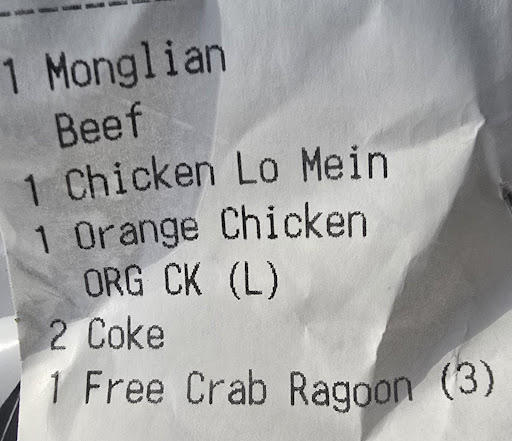 1 Monglian
Beef
1 Chicken Lo Mein
1 Orange Chicken
ORG CK (L)
2 Coke
1 Free Crab Ragoon (3)